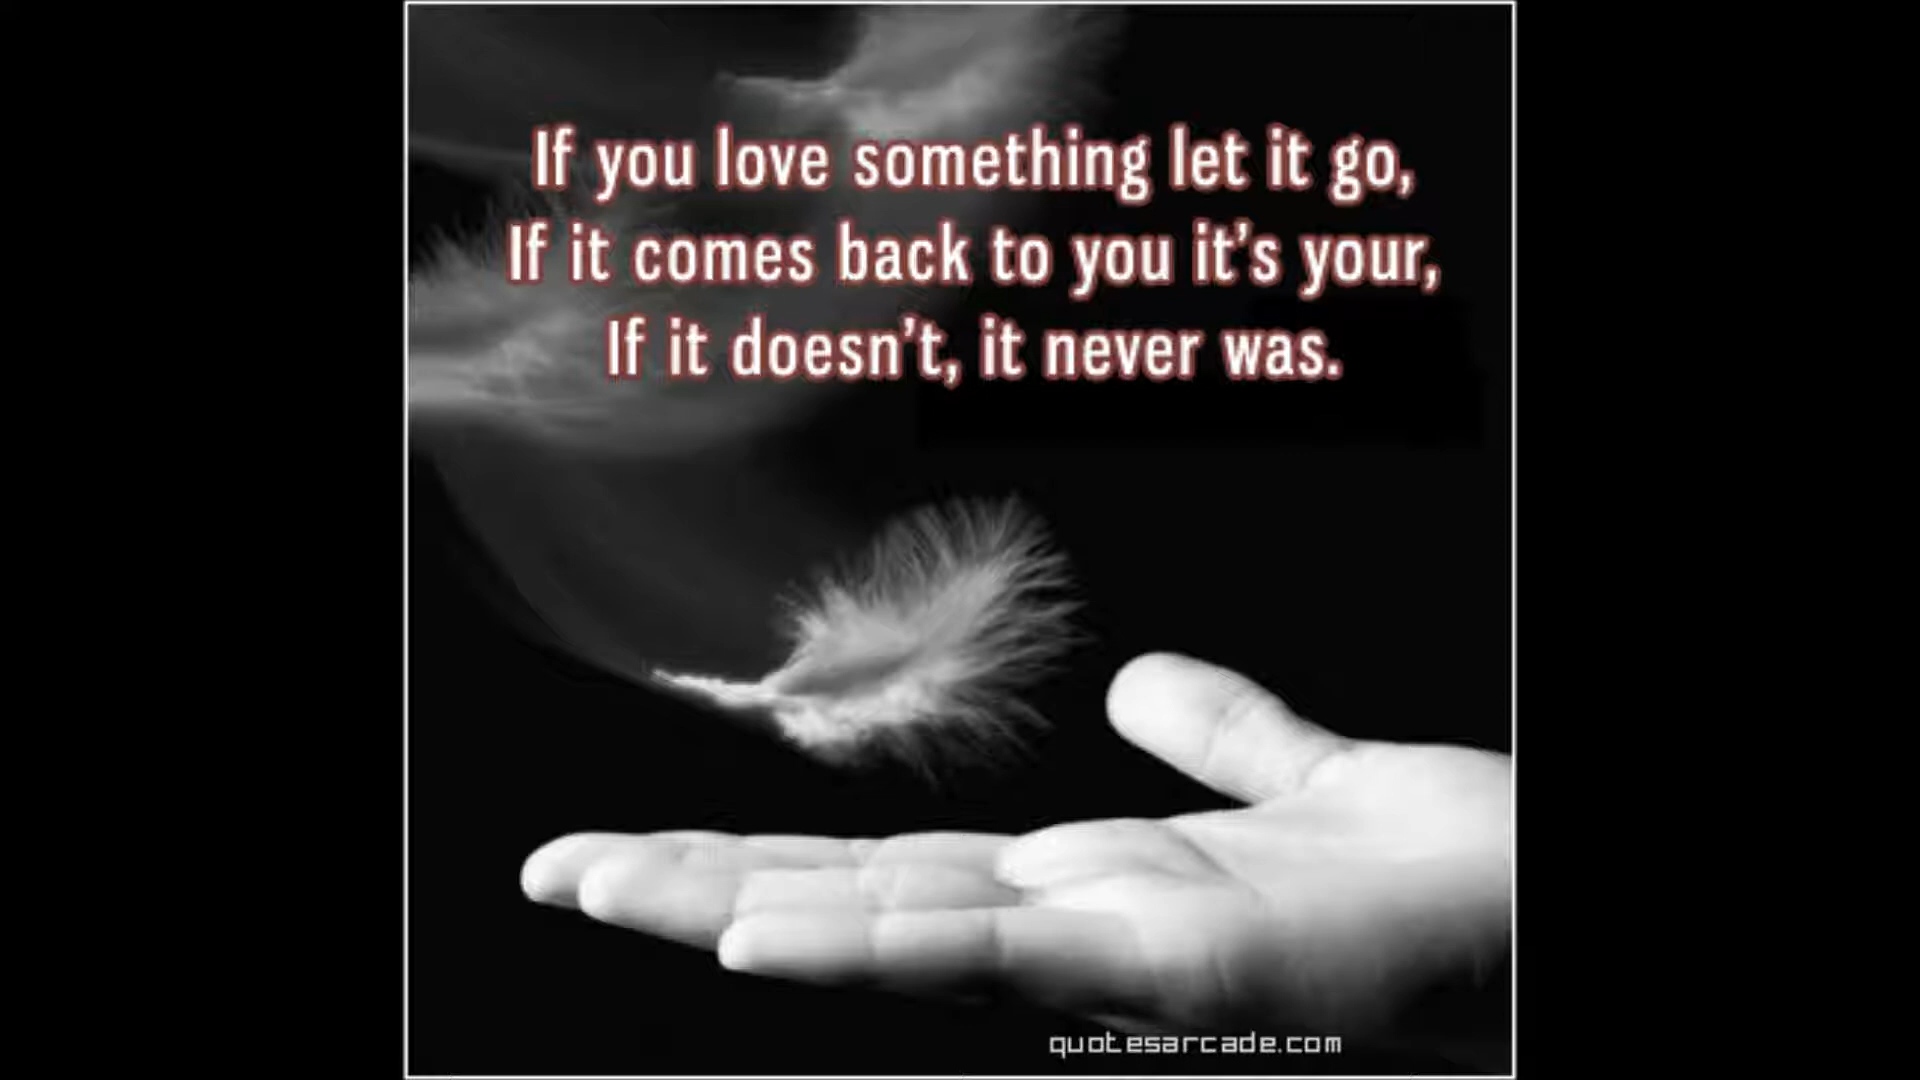 If you love something let it go,
If it comes back to you it's your,
If it doesn't, it never was.
quotesarcade.com